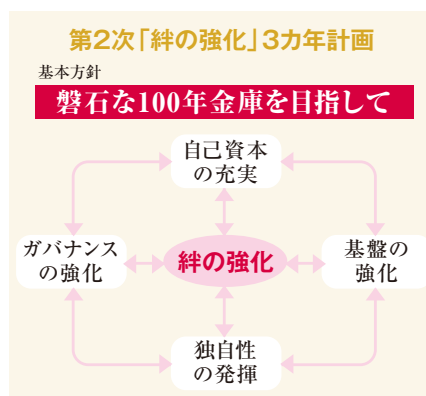 第2次「絆の強化」3カ年計画
基本方針
磐石な100年金庫を目指して
自己資本
の充実
ガバナンス
の強化
絆の強化
基盤の
強化
独自性
の発揮